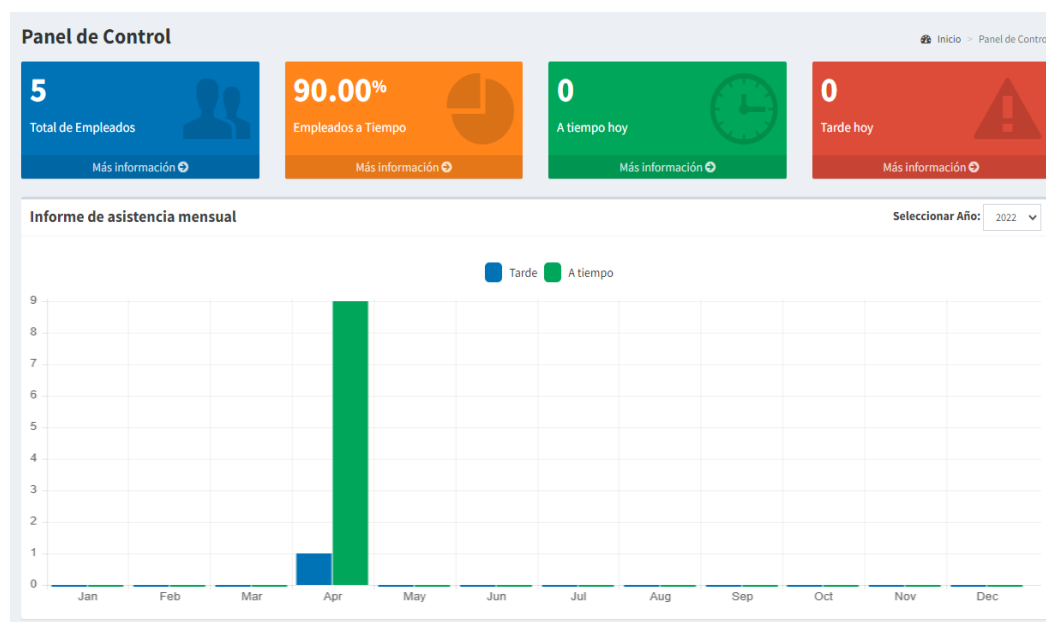 Panel de Control
Inicio > Panel de Contro
5
Total de Empleados
Más información
90.00%
Empleados a Tiempo
Más información
0
A tiempo hoy
Más información
0
Tarde hoy
Más información
Informe de asistencia mensual
Seleccionar Año: 2022
Tarde A tiempo
9
8
7
6
5
4
3
2
1
0
Jan Feb Mar Apr May Jun Jul Aug Sep Oct Nov Dec